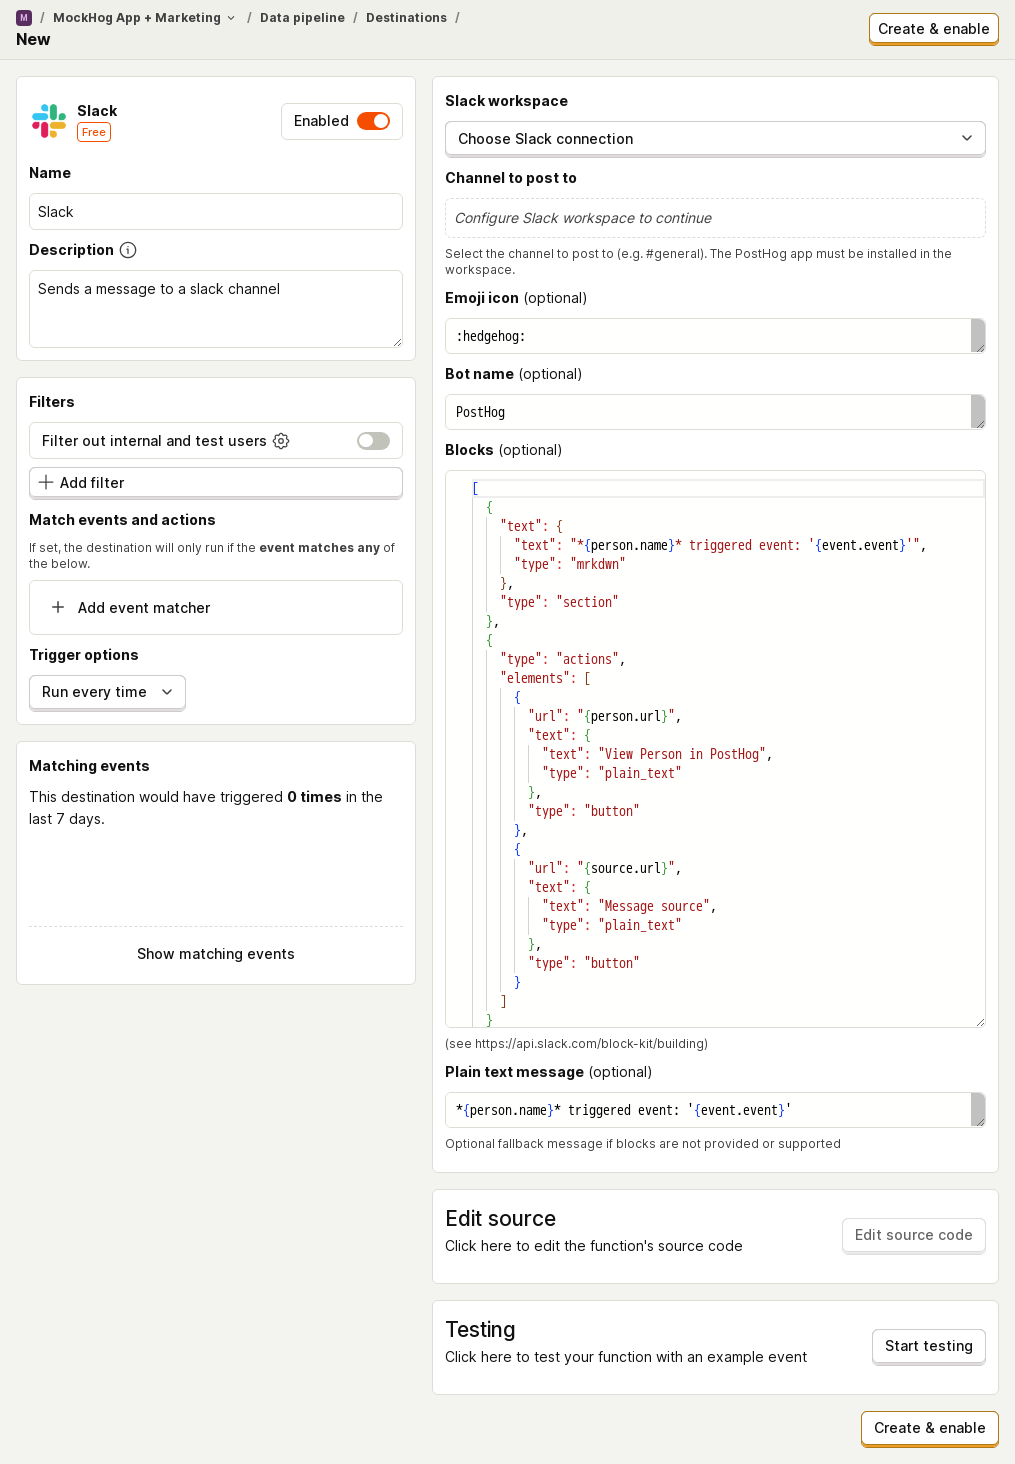 M / MockHog App + Marketing / Data pipeline / Destinations /
New
Create & enable
Slack
Free
Enabled
Name
Slack
Description
Sends a message to a slack channel
Filters
Filter out internal and test users
Add filter
Match events and actions
If set, the destination will only run if the event matches any of
the below.
Add event matcher
Trigger options
Run every time
Matching events
This destination would have triggered 0 times in the
last 7 days.
Show matching events
Slack workspace
Choose Slack connection
Channel to post to
Configure Slack workspace to continue
Select the channel to post to (e.g. #general). The PostHog app must be installed in the
workspace.
Emoji icon (optional)
:hedgehog:
Bot name (optional)
PostHog
Blocks (optional)
[
{
"text": {
"text": "*{person.name}* triggered event: '{event.event}'",
"type": "mrkdwn"
},
"type": "section"
},
{
"type": "actions",
"elements": [
{
"url": "{person.url}",
"text": {
"text": "View Person in PostHog",
"type": "plain_text"
},
"type": "button"
},
{
"url": "{source.url}",
"text": {
"text": "Message source",
"type": "plain_text"
},
"type": "button"
}
]
}
(see https://api.slack.com/block-kit/building)
Plain text message (optional)
*{person.name}* triggered event: '{event.event}'
Optional fallback message if blocks are not provided or supported
Edit source
Click here to edit the function's source code
Edit source code
Testing
Click here to test your function with an example event
Start testing
Create & enable